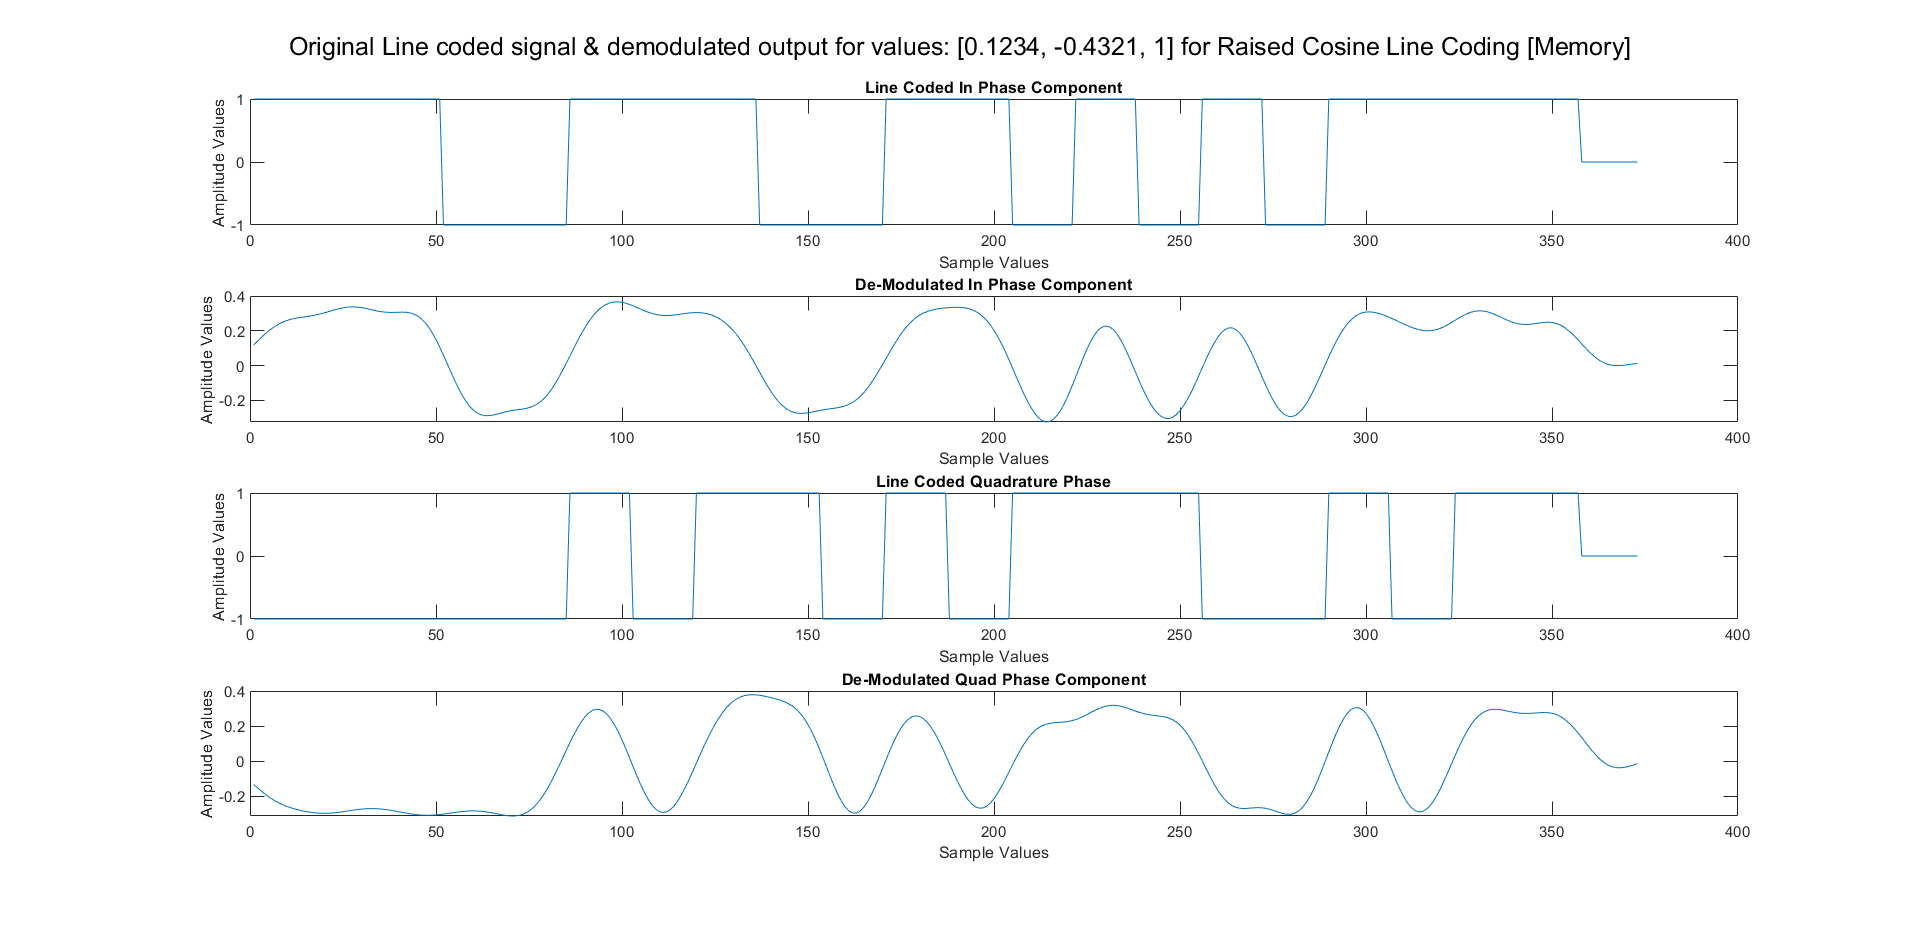 Original Line coded signal & demodulated output for values: [0.1234, -0.4321, 1] for Raised Cosine Line Coding [Memory]
Line Coded In Phase Component
Amplitude Values
1
0
-1
0 50 100 150 200 250 300 350 400
Sample Values
De-Modulated In Phase Component
Amplitude Values
0.4
0.2
0
-0.2
0 50 100 150 200 250 300 350 400
Sample Values
Line Coded Quadrature Phase
Amplitude Values
1
0
-1
0 50 100 150 200 250 300 350 400
Sample Values
De-Modulated Quad Phase Component
Amplitude Values
0.4
0.2
0
-0.2
0 50 100 150 200 250 300 350 400
Sample Values